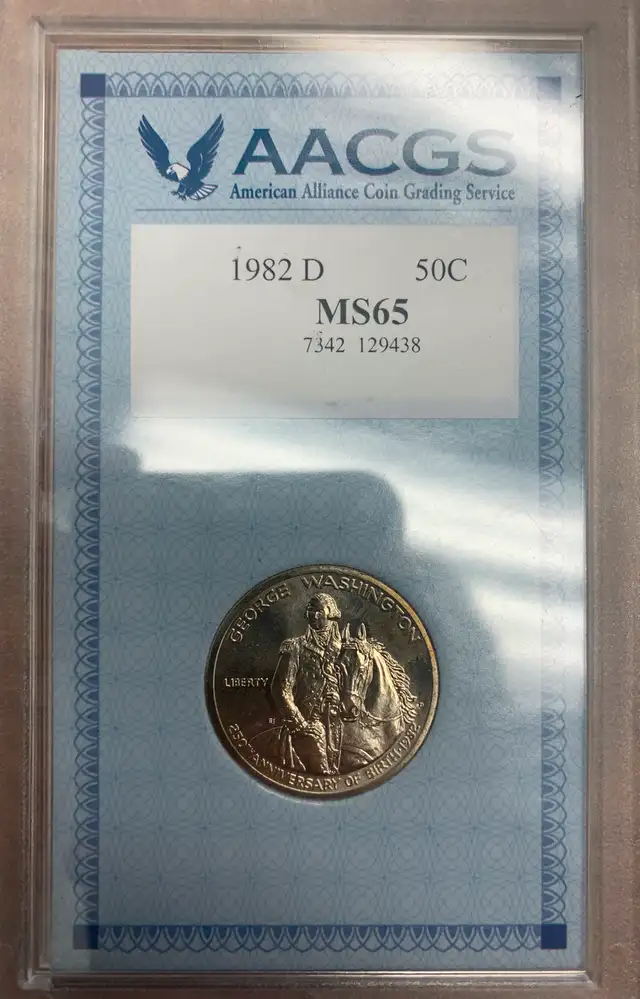 AACGS
American Alliance Coin Grading Service
1982 D 50C
MS65
7342 129438
GEORGE WASHINGTON
LIBERTY
250TH ANNIVERSARY OF BIRTH 1982